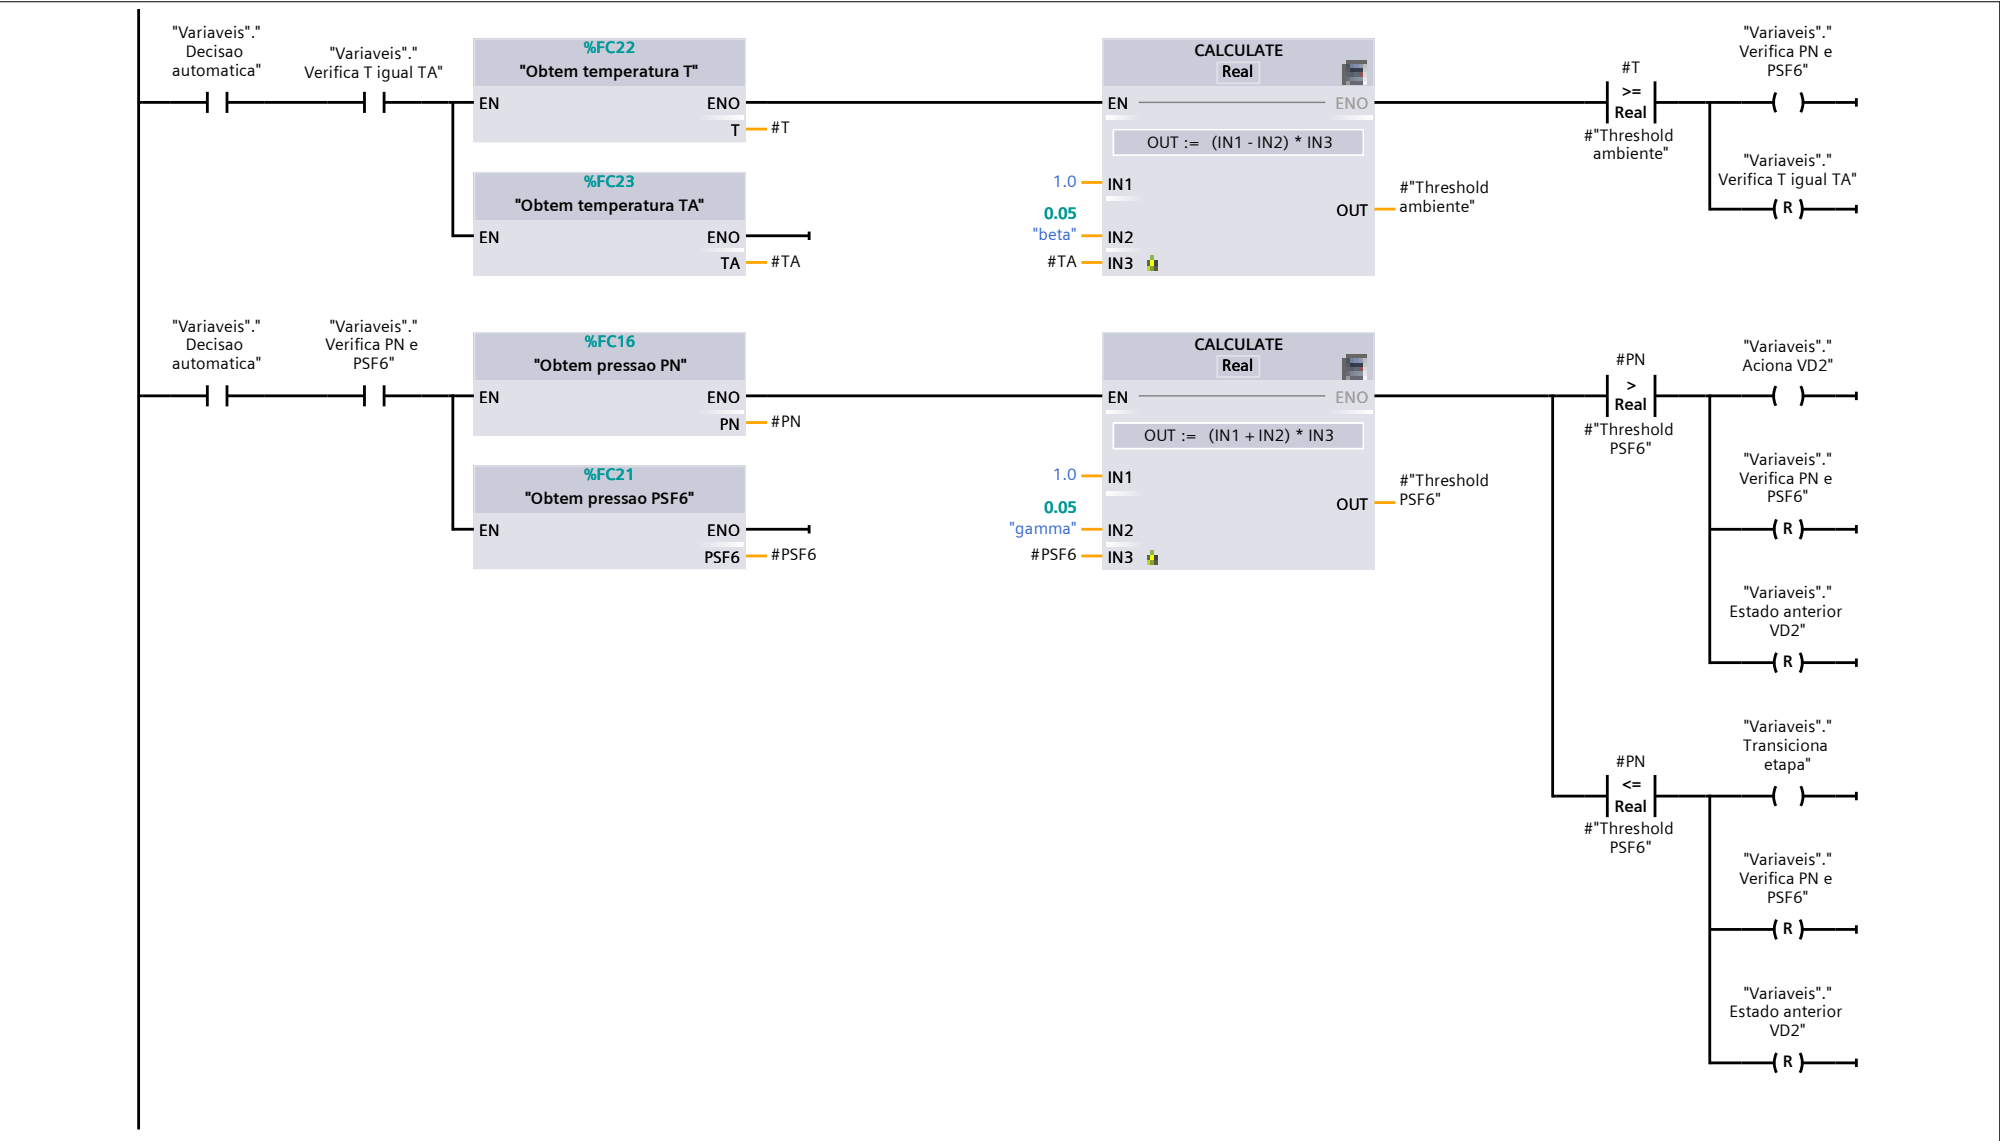 "Variaveis"."
Decisao
automatica"
"Variaveis"."
Verifica T igual TA"
%FC22
"Obtem temperatura T"
EN
ENO
T
#T
%FC23
"Obtem temperatura TA"
EN
ENO
TA
#TA
CALCULATE
Real
EN
ENO
OUT := (IN1 - IN2) * IN3
1.0
IN1
0.05
"beta"
IN2
#TA
IN3
OUT
#"Threshold
ambiente"
#T
>=
Real
#"Threshold
ambiente"
"Variaveis"."
Verifica PN e
PSF6"
"Variaveis"."
Verifica T igual TA"
R
"Variaveis"."
Decisao
automatica"
"Variaveis"."
Verifica PN e
PSF6"
%FC16
"Obtem pressao PN"
EN
ENO
PN
#PN
%FC21
"Obtem pressao PSF6"
EN
ENO
PSF6
#PSF6
CALCULATE
Real
EN
ENO
OUT := (IN1 + IN2) * IN3
1.0
IN1
0.05
"gamma"
IN2
#PSF6
IN3
OUT
#"Threshold
PSF6"
#PN
>
Real
#"Threshold
PSF6"
"Variaveis"."
Aciona VD2"
"Variaveis"."
Verifica PN e
PSF6"
R
"Variaveis"."
Estado anterior
VD2"
R
#PN
<=
Real
#"Threshold
PSF6"
"Variaveis"."
Transiciona
etapa"
"Variaveis"."
Verifica PN e
PSF6"
R
"Variaveis"."
Estado anterior
VD2"
R